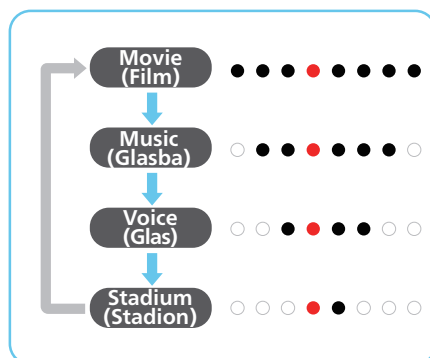 Movie
(Film)
Music
(Glasba)
Voice
(Glas)
Stadium
(Stadion)